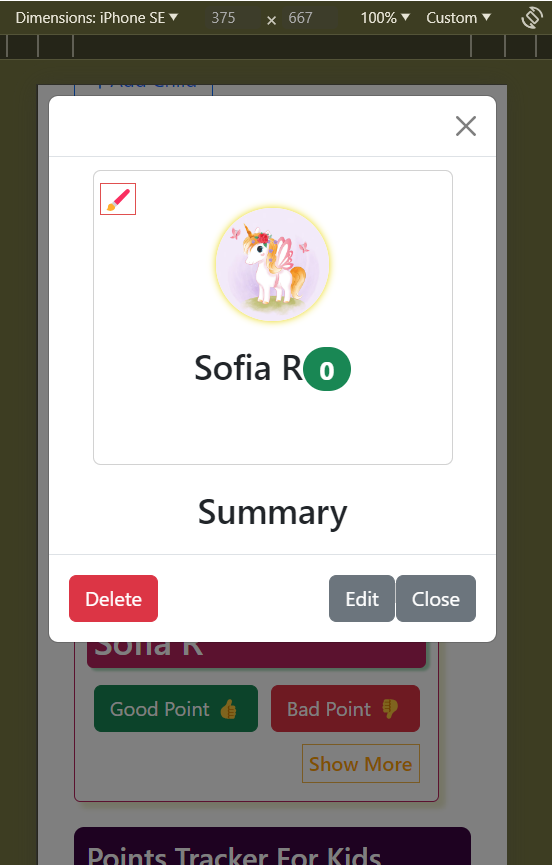 Dimensions: iPhone SE ▼ 375 × 667 100% ▼ Custom ▼
Add Child
Sofia R 0
Summary
Delete Edit Close
Sofia R
Good Point 👍 Bad Point 👎
Show More
Points Tracker For Kids